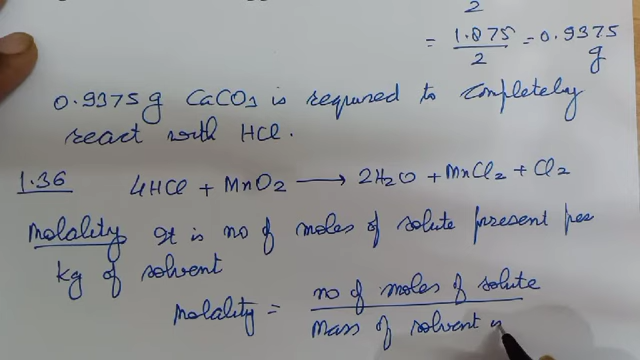 2
= 1.875 = 0.9375
2 g
0.9375 g CaCO3 is requred to completely
react with HCl.
1.36 4HCl + MnO2 → 2H2O + MnCl2 + Cl2
Molality It is no of moles of solute present per
kg of solvent
Molality = no of moles of solute
mass of solvent